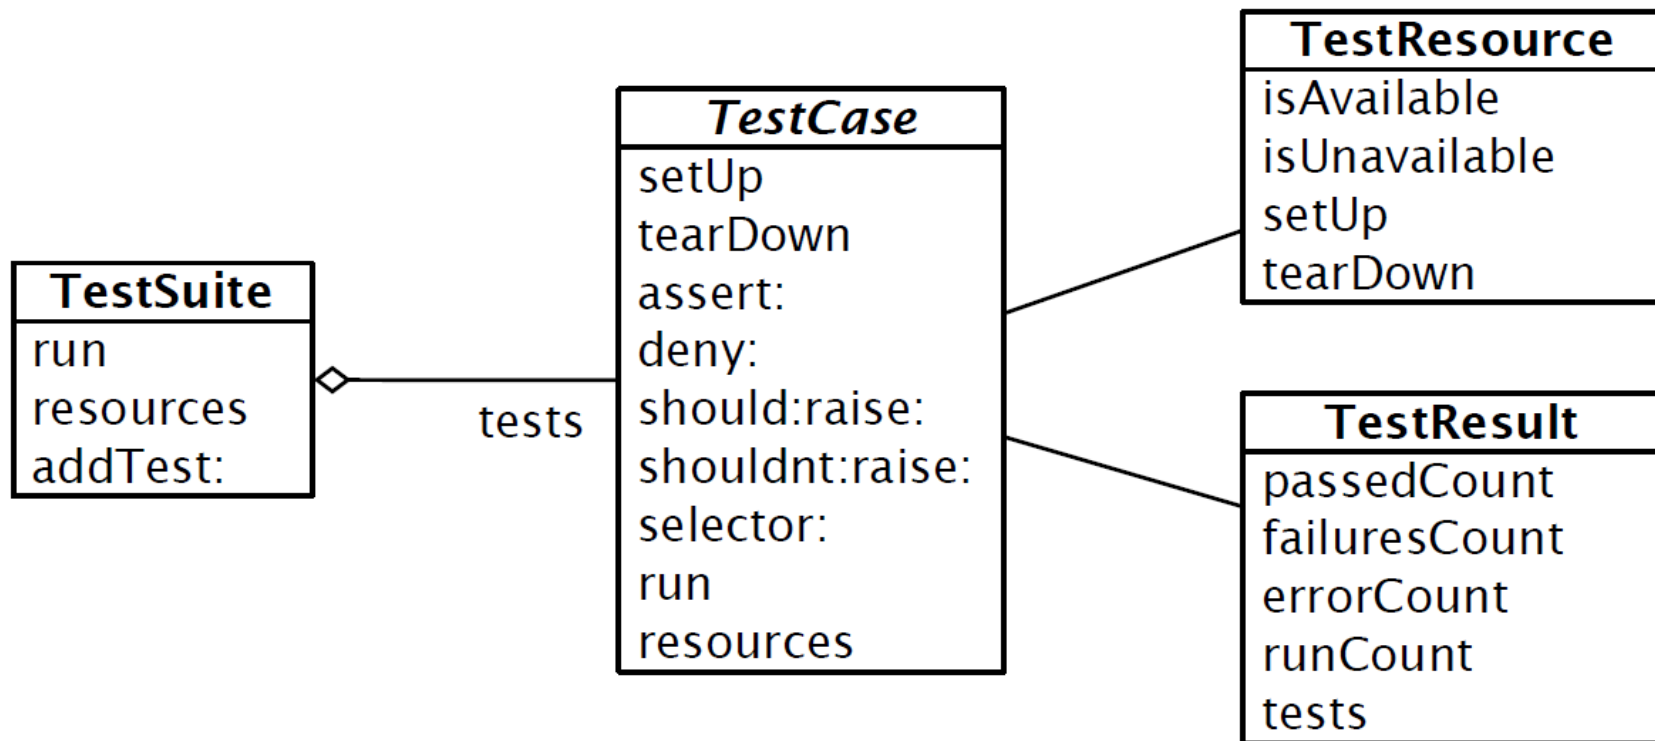 TestSuite
run
resources
addTest:
tests
TestCase
setUp
tearDown
assert:
deny:
should:raise:
shouldnt:raise:
selector:
run
resources
TestResource
isAvailable
isUnavailable
setUp
tearDown
TestResult
passedCount
failuresCount
errorCount
runCount
tests